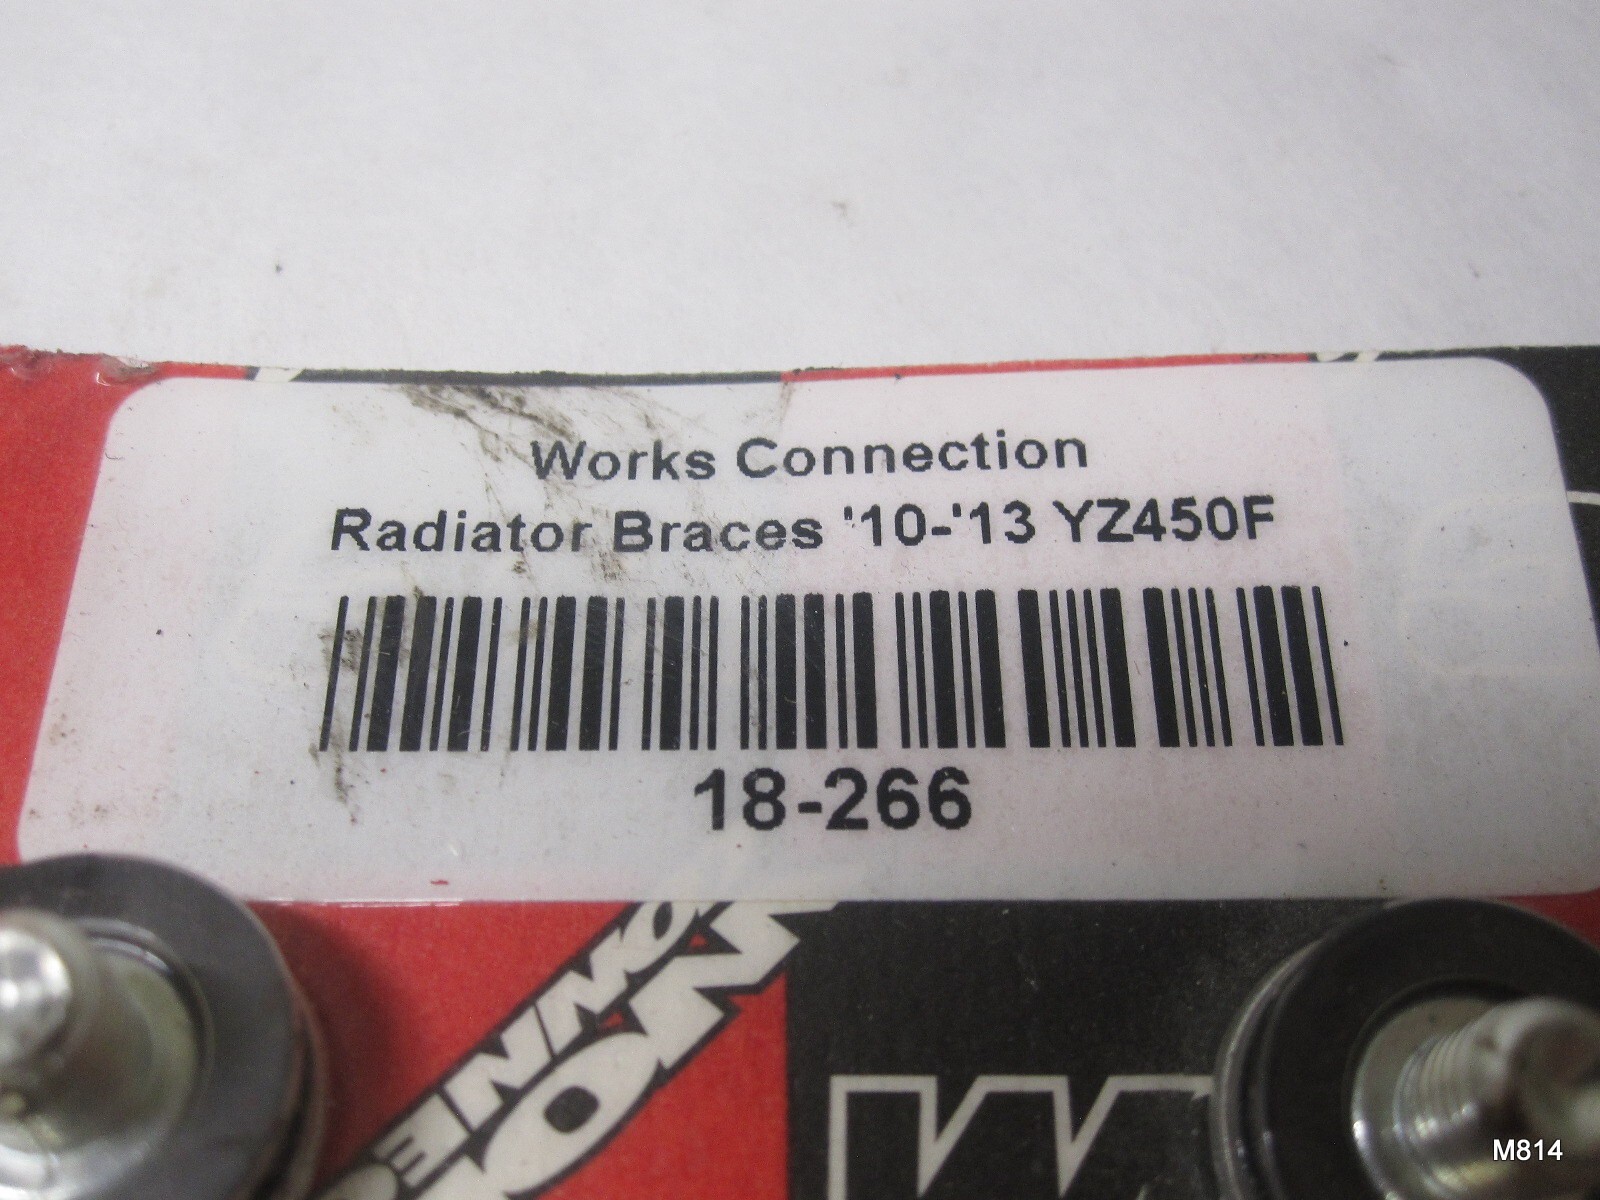 Works Connection
Radiator Braces '10-'13 YZ450F
18-266
M814